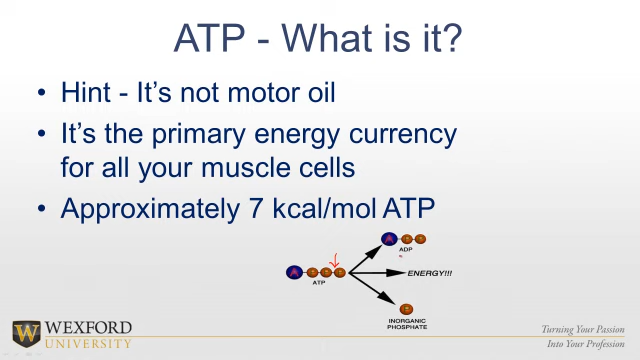 ATP - What is it?
• Hint - It's not motor oil
• It's the primary energy currency
for all your muscle cells
• Approximately 7 kcal/mol ATP
A
ADP
A
ATP
ENERGY!!!
INORGANIC
PHOSPHATE
WEXFORD
UNIVERSITY
Turning Your Passion
Into Your Profession